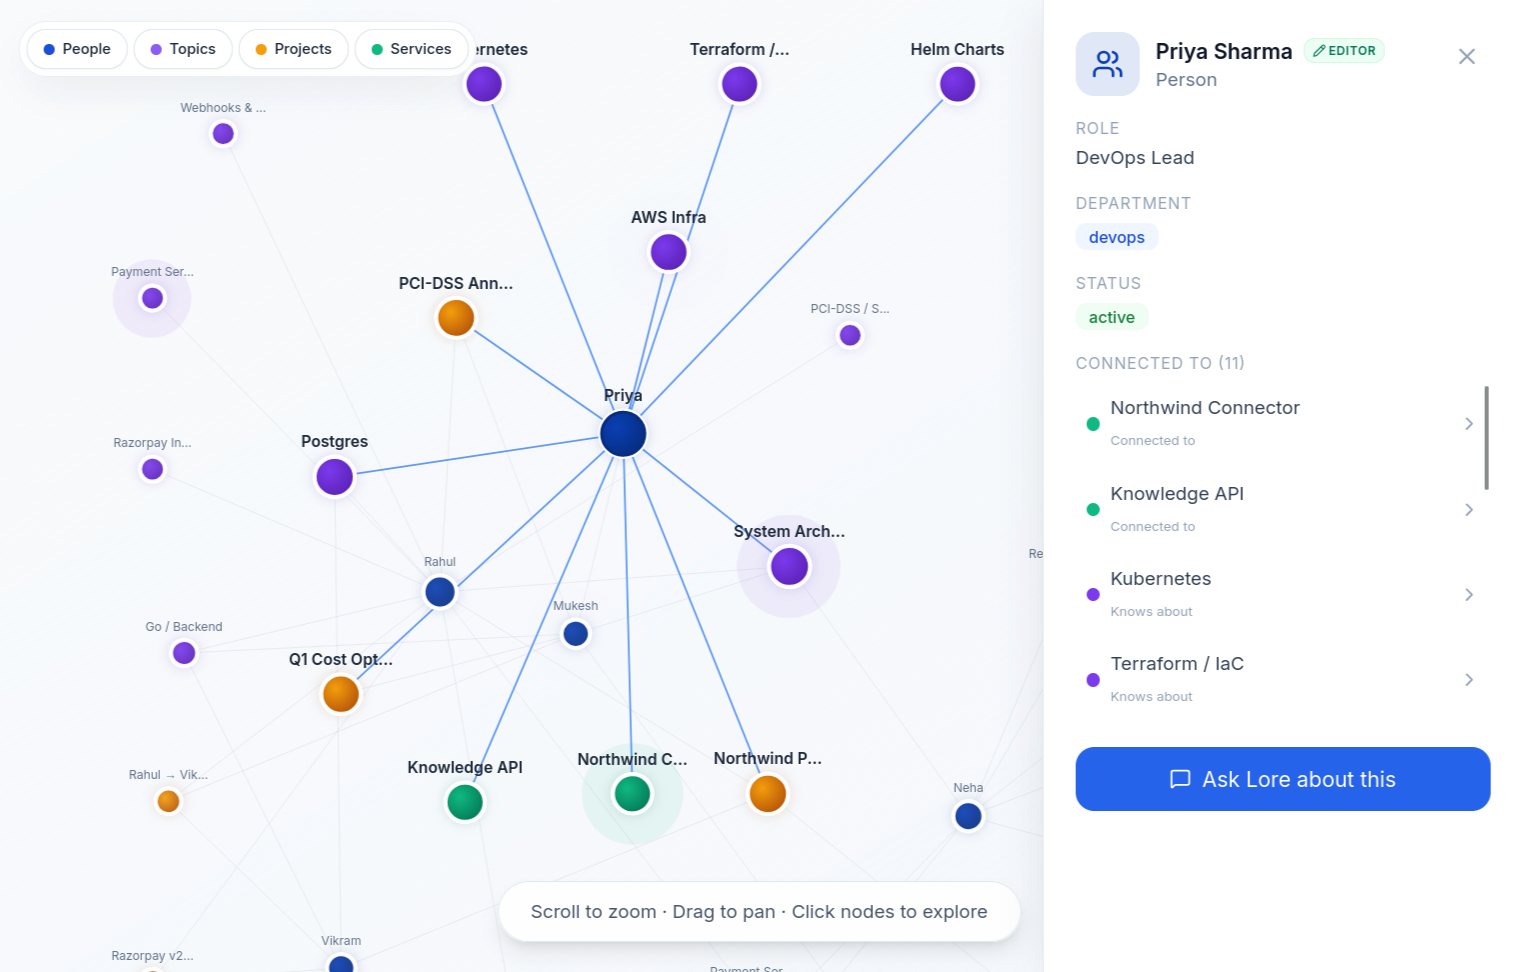 People
Topics
Projects
Services
ernetes
Terraform /...
Helm Charts
Webhooks & ...
AWS Infra
Payment Ser...
PCI-DSS Ann...
PCI-DSS / S...
Priya
Razorpay In...
Postgres
System Arch...
Re
Rahul
Mukesh
Go / Backend
Q1 Cost Opt...
Rahul → Vik...
Knowledge API
Northwind C...
Northwind P...
Neha
Scroll to zoom · Drag to pan · Click nodes to explore
Vikram
Razorpay v2...
Payment Ser
Priya Sharma
EDITOR
Person
ROLE
DevOps Lead
DEPARTMENT
devops
STATUS
active
CONNECTED TO (11)
Northwind Connector
Connected to
Knowledge API
Connected to
Kubernetes
Knows about
Terraform / IaC
Knows about
Ask Lore about this